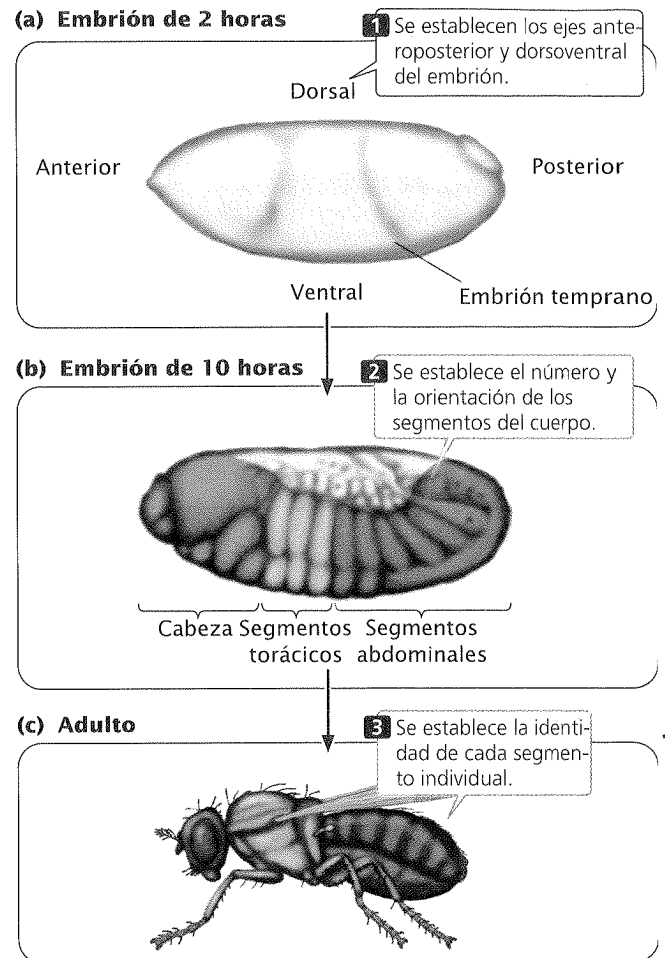 (a) Embrión de 2 horas
1 Se establecen los ejes ante-
roposterior y dorsoventral
del embrión.
Dorsal
Anterior
Posterior
Ventral
Embrión temprano
(b) Embrión de 10 horas
2 Se establece el número y
la orientación de los
segmentos del cuerpo.
Cabeza Segmentos Segmentos
torácicos abdominales
(c) Adulto
3 Se establece la identi-
dad de cada segmen-
to individual.